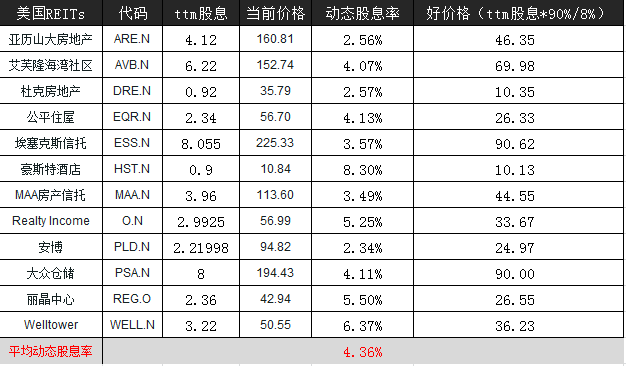 美国REITs 代码 ttm股息 当前价格 动态股息率 好价格（ttm股息*90%/8%）
亚历山大房地产 ARE.N 4.12 160.81 2.56% 46.35
艾芙隆海湾社区 AVB.N 6.22 152.74 4.07% 69.98
杜克房地产 DRE.N 0.92 35.79 2.57% 10.35
公平住屋 EQR.N 2.34 56.70 4.13% 26.33
埃塞克斯信托 ESS.N 8.055 225.33 3.57% 90.62
豪斯特酒店 HST.N 0.9 10.84 8.30% 10.13
MAA房产信托 MAA.N 3.96 113.60 3.49% 44.55
Realty Income O.N 2.9925 56.99 5.25% 33.67
安博 PLD.N 2.21998 94.82 2.34% 24.97
大众仓储 PSA.N 8 194.43 4.11% 90.00
丽晶中心 REG.O 2.36 42.94 5.50% 26.55
Welltower WELL.N 3.22 50.55 6.37% 36.23
平均动态股息率 4.36%